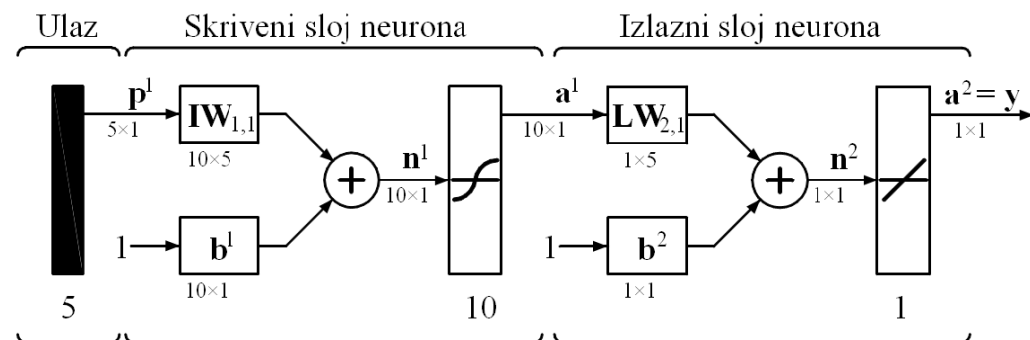 Ulaz Skriveni sloj neurona Izlazni sloj neurona
p¹ IW₁,₁ n¹ a¹ LW₂,₁ n² a² = y
5×1 10×5 10×1 10×1 1×5 1×1 1×1
1 b¹ 1 b²
10×1 1×1
5 10 1